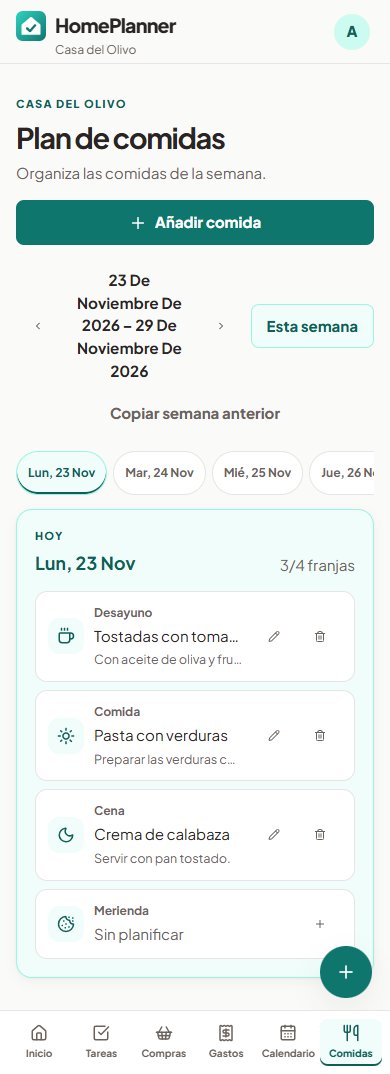 HomePlanner
Casa del Olivo
A
CASA DEL OLIVO
Plan de comidas
Organiza las comidas de la semana.
+ Añadir comida
‹
23 De
Noviembre De
2026 – 29 De
Noviembre De
2026
›
Esta semana
Copiar semana anterior
Lun, 23 Nov
Mar, 24 Nov
Mié, 25 Nov
Jue, 26 N
HOY
Lun, 23 Nov
3/4 franjas
Desayuno
Tostadas con toma...
Con aceite de oliva y fru...
Comida
Pasta con verduras
Preparar las verduras c...
Cena
Crema de calabaza
Servir con pan tostado.
Merienda
Sin planificar
+
+
Inicio
Tareas
Compras
Gastos
Calendario
Comidas